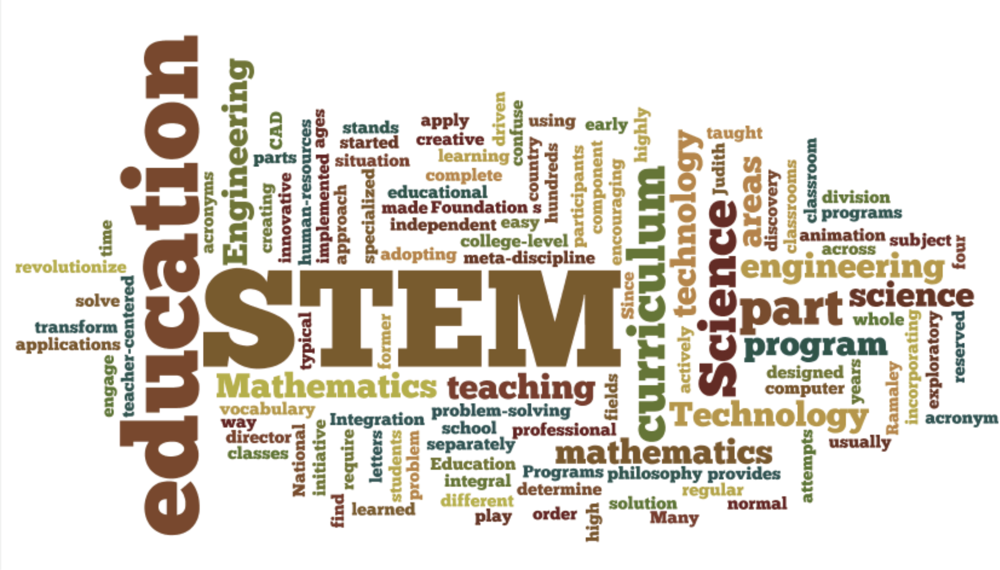 education
Engineering
acronyms
time
revolutionize
solve
teacher-centered
transform
applications
engage
CAD
parts
creating
innovative
human-resources
ages
implemented
approach
stands
started
situation
specialized
apply
creative
learning
complete
educational
made
Foundation
s
independent
easy
college-level
adopting
meta-discipline
driven
confuse
using
early
country
hundreds
participants
component
encouraging
highly
STEM
typical
former
Since
curriculum
technology
actively
taught
Judith
Science
areas
discovery
classrooms
classroom
division
programs
animation
subject
across
four
engineering
part
science
whole
program
designed
computer
years
Ramaley
incorporating
exploratory
reserved
acronym
Technology
usually
attempts
Mathematics
teaching
fields
vocabulary
way
director
classes
National
initiative
Integration
require
letters
students
problem
find
learned
problem-solving
school
professional
separately
mathematics
Education
Programs
philosophy
provides
integral
determine
regular
different
solution
normal
play
order
high
Many